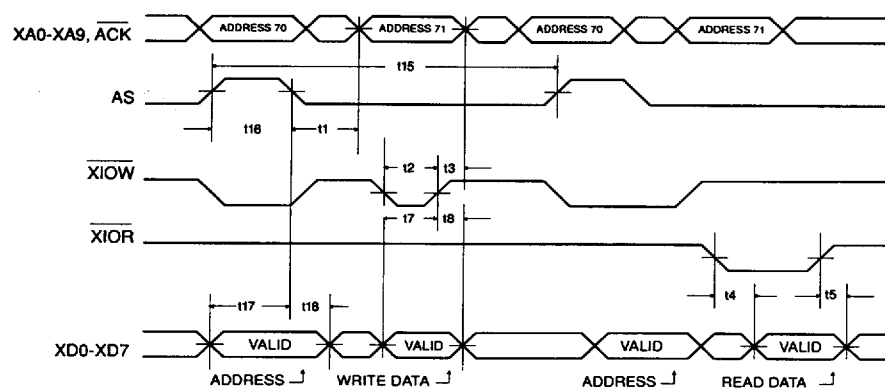 XA0-XA9, ACK ADDRESS 70 ADDRESS 71 ADDRESS 70 ADDRESS 71
t15
AS
t16 t1
t2 t3
XIOW
t7 t8
XIOR
t17 t16 t4 t5
XD0-XD7 VALID VALID VALID VALID
ADDRESS WRITE DATA ADDRESS READ DATA